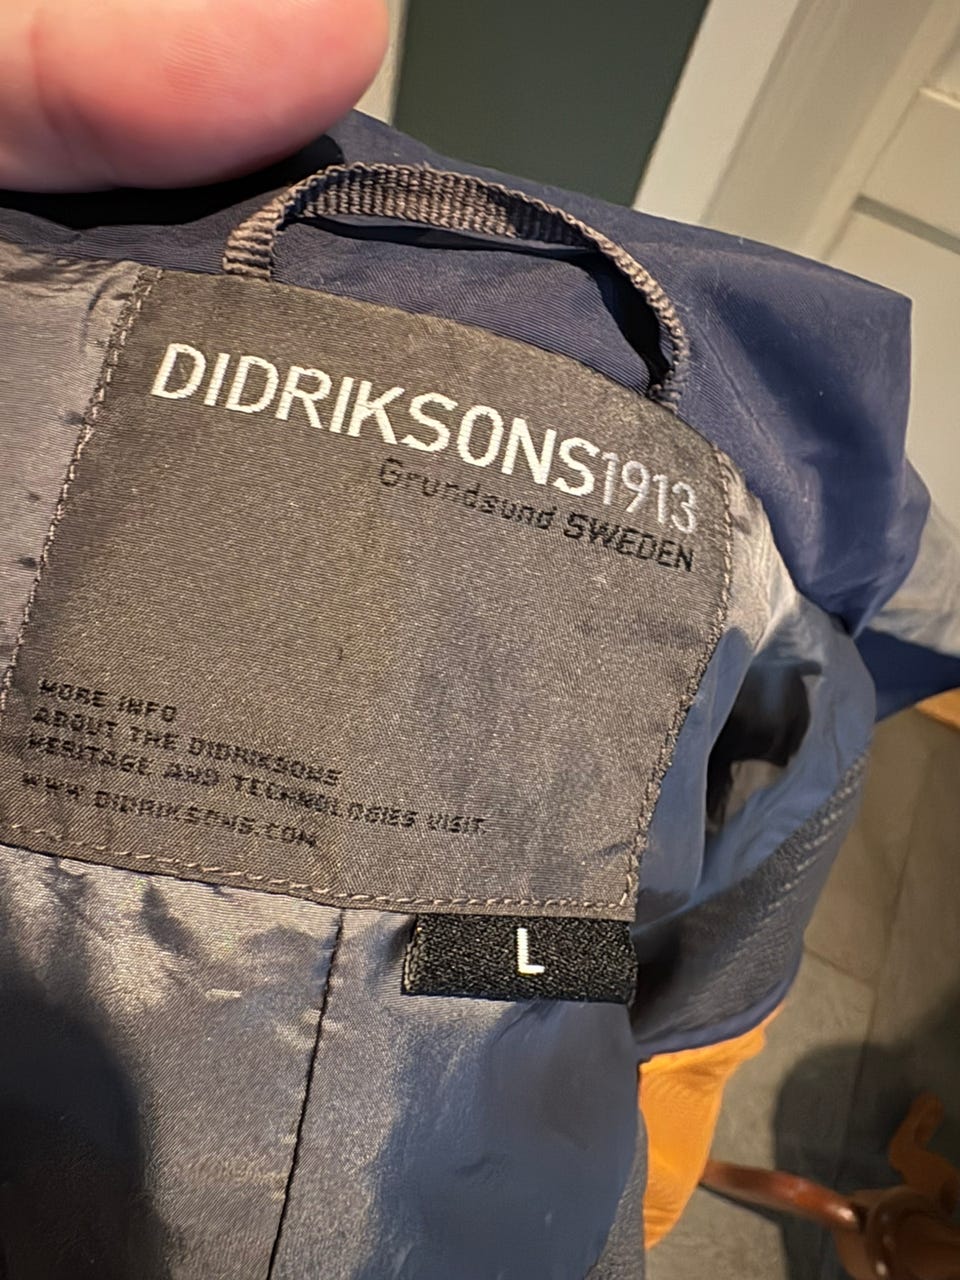 DIDRIKSONS1913
Grundsund SWEDEN
MORE INFO
ABOUT THE DIDRIKSONS
HERITAGE AND TECHNOLOGIES VISIT
WWW.DIDRIKSONS.COM
L